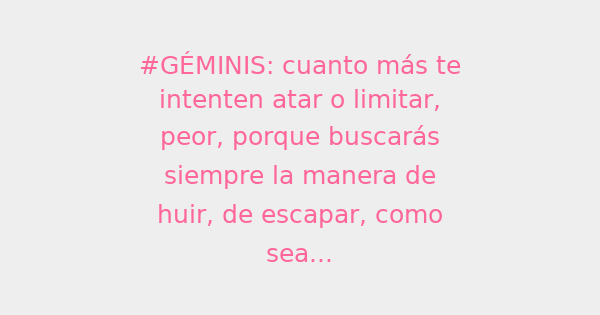 #GÉMINIS: cuanto más te
intenten atar o limitar,
peor, porque buscarás
siempre la manera de
huir, de escapar, como
sea...